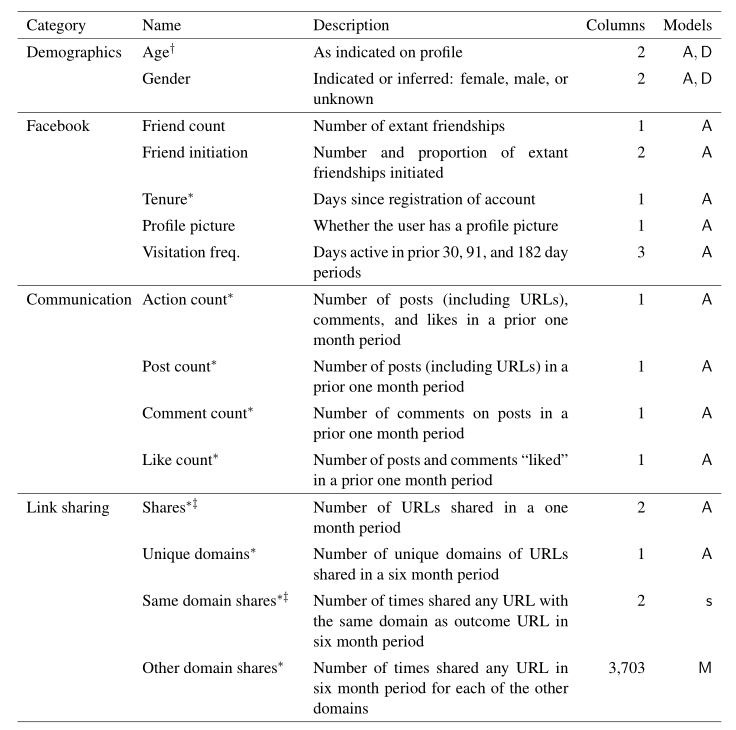 Category Name Description Columns Models
Demographics Age† As indicated on profile 2 A, D
Gender Indicated or inferred: female, male, or 2 A, D
unknown
Facebook Friend count Number of extant friendships 1 A
Friend initiation Number and proportion of extant 2 A
friendships initiated
Tenure* Days since registration of account 1 A
Profile picture Whether the user has a profile picture 1 A
Visitation freq. Days active in prior 30, 91, and 182 day 3 A
periods
Communication Action count* Number of posts (including URLs), 1 A
comments, and likes in a prior one
month period
Post count* Number of posts (including URLs) in a 1 A
prior one month period
Comment count* Number of comments on posts in a 1 A
prior one month period
Like count* Number of posts and comments “liked” 1 A
in a prior one month period
Link sharing Shares*‡ Number of URLs shared in a one 2 A
month period
Unique domains* Number of unique domains of URLs 1 A
shared in a six month period
Same domain shares*‡ Number of times shared any URL with 2 s
the same domain as outcome URL in
six month period
Other domain shares* Number of times shared any URL in 3,703 M
six month period for each of the other
domains